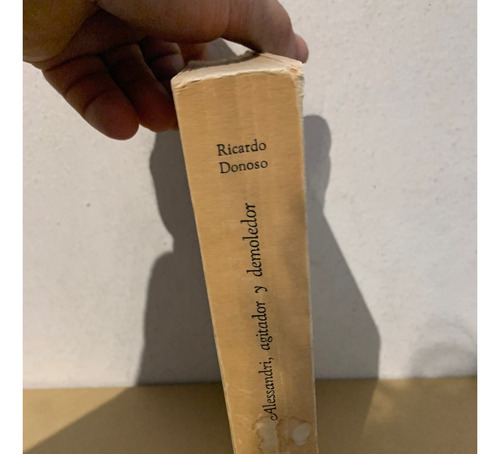 Ricardo
Donoso
Alessandri, agitador y demoledor